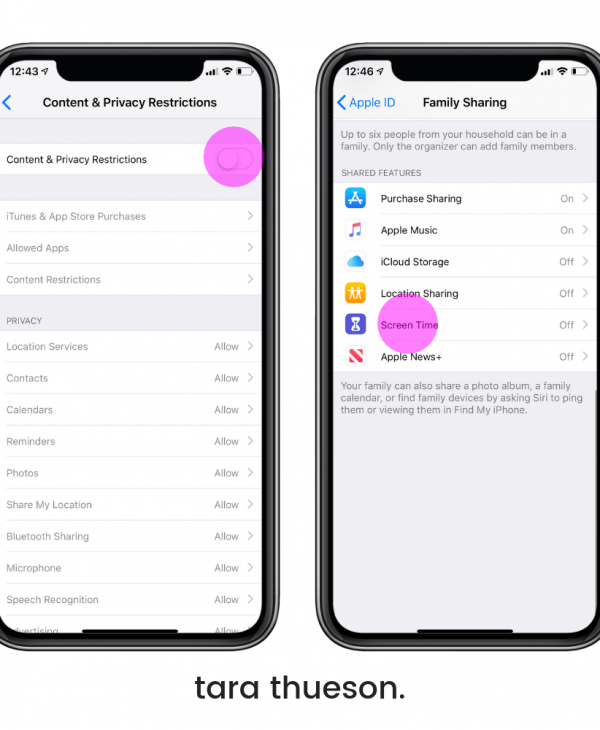 12:43
Content & Privacy Restrictions
Content & Privacy Restrictions
iTunes & App Store Purchases
Allowed Apps
Content Restrictions
PRIVACY
Location Services Allow
Contacts Allow
Calendars Allow
Reminders Allow
Photos Allow
Share My Location Allow
Bluetooth Sharing Allow
Microphone Allow
Speech Recognition Allow
Advertising Allow
12:46
Apple ID Family Sharing
Up to six people from your household can be in a
family. Only the organizer can add family members.
SHARED FEATURES
Purchase Sharing On
Apple Music On
iCloud Storage Off
Location Sharing Off
Screen Time Off
Apple News+ Off
Your family can also share a photo album, a family
calendar, or find family devices by asking Siri to ping
them or viewing them in Find My iPhone.
tara thueson.